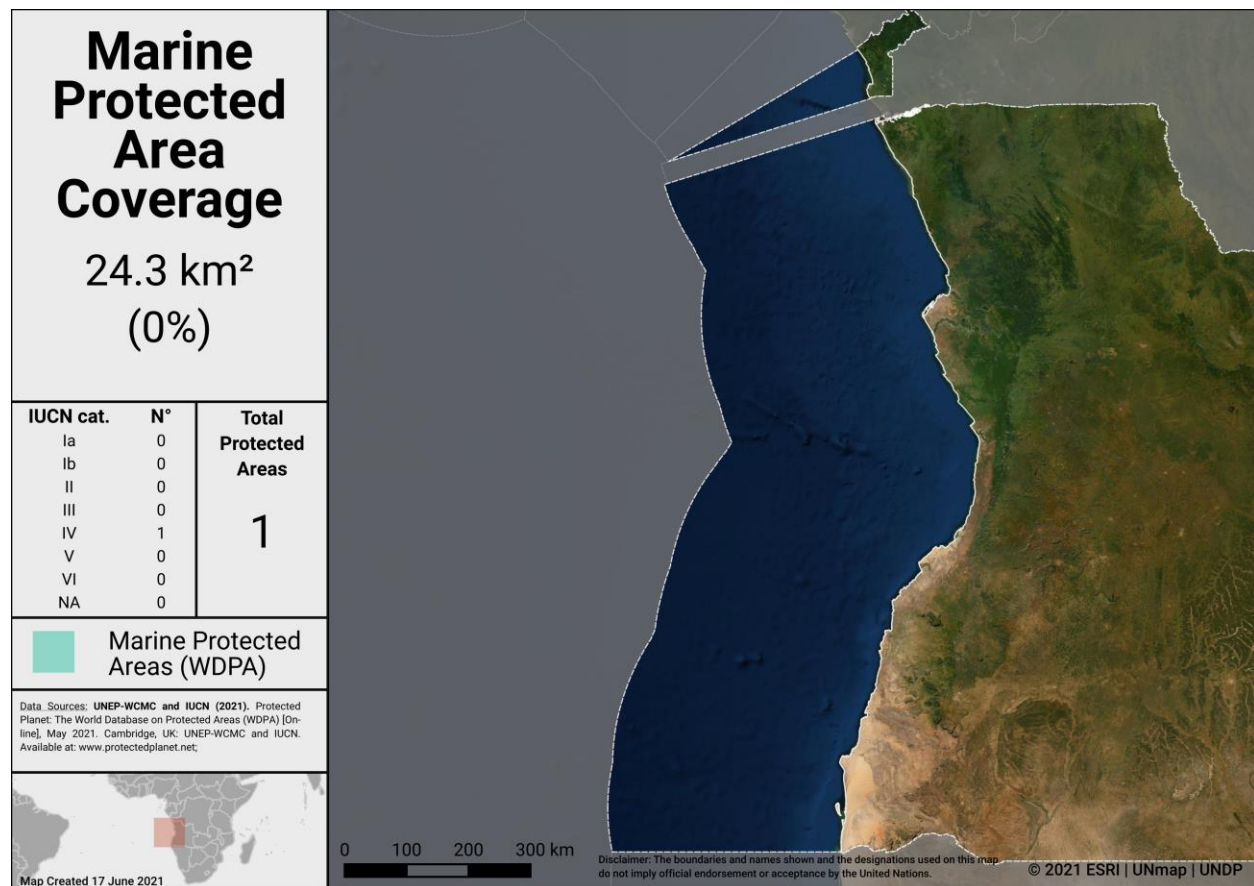 Marine
Protected
Area
Coverage
24.3 km²
(0%)
IUCN cat. N°
Ia 0
Ib 0
II 0
III 0
IV 1
V 0
VI 0
NA 0
Total
Protected
Areas
1
Marine Protected
Areas (WDPA)
Data Sources: UNEP-WCMC and IUCN (2021). Protected
Planet: The World Database on Protected Areas (WDPA) [On-
line], May 2021. Cambridge, UK: UNEP-WCMC and IUCN.
Available at: www.protectedplanet.net;
Map Created 17 June 2021
0 100 200 300 km
Disclaimer: The boundaries and names shown and the designations used on this map
do not imply official endorsement or acceptance by the United Nations.
© 2021 ESRI | UNmap | UNDP